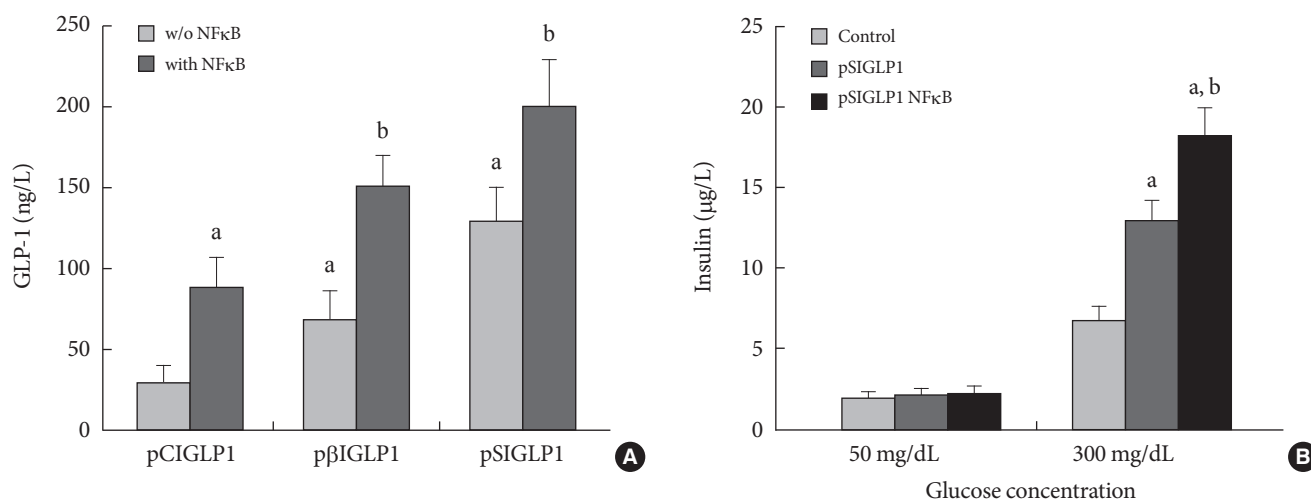 250
200
150
100
50
0
GLP-1 (ng/L)
w/o NFκB
with NFκB
a
a
b
a
b
pCIGLP1
pβIGLP1
pSIGLP1
A
25
20
15
10
5
0
Insulin (μg/L)
Control
pSIGLP1
pSIGLP1 NFκB
a
a, b
50 mg/dL
300 mg/dL
Glucose concentration
B